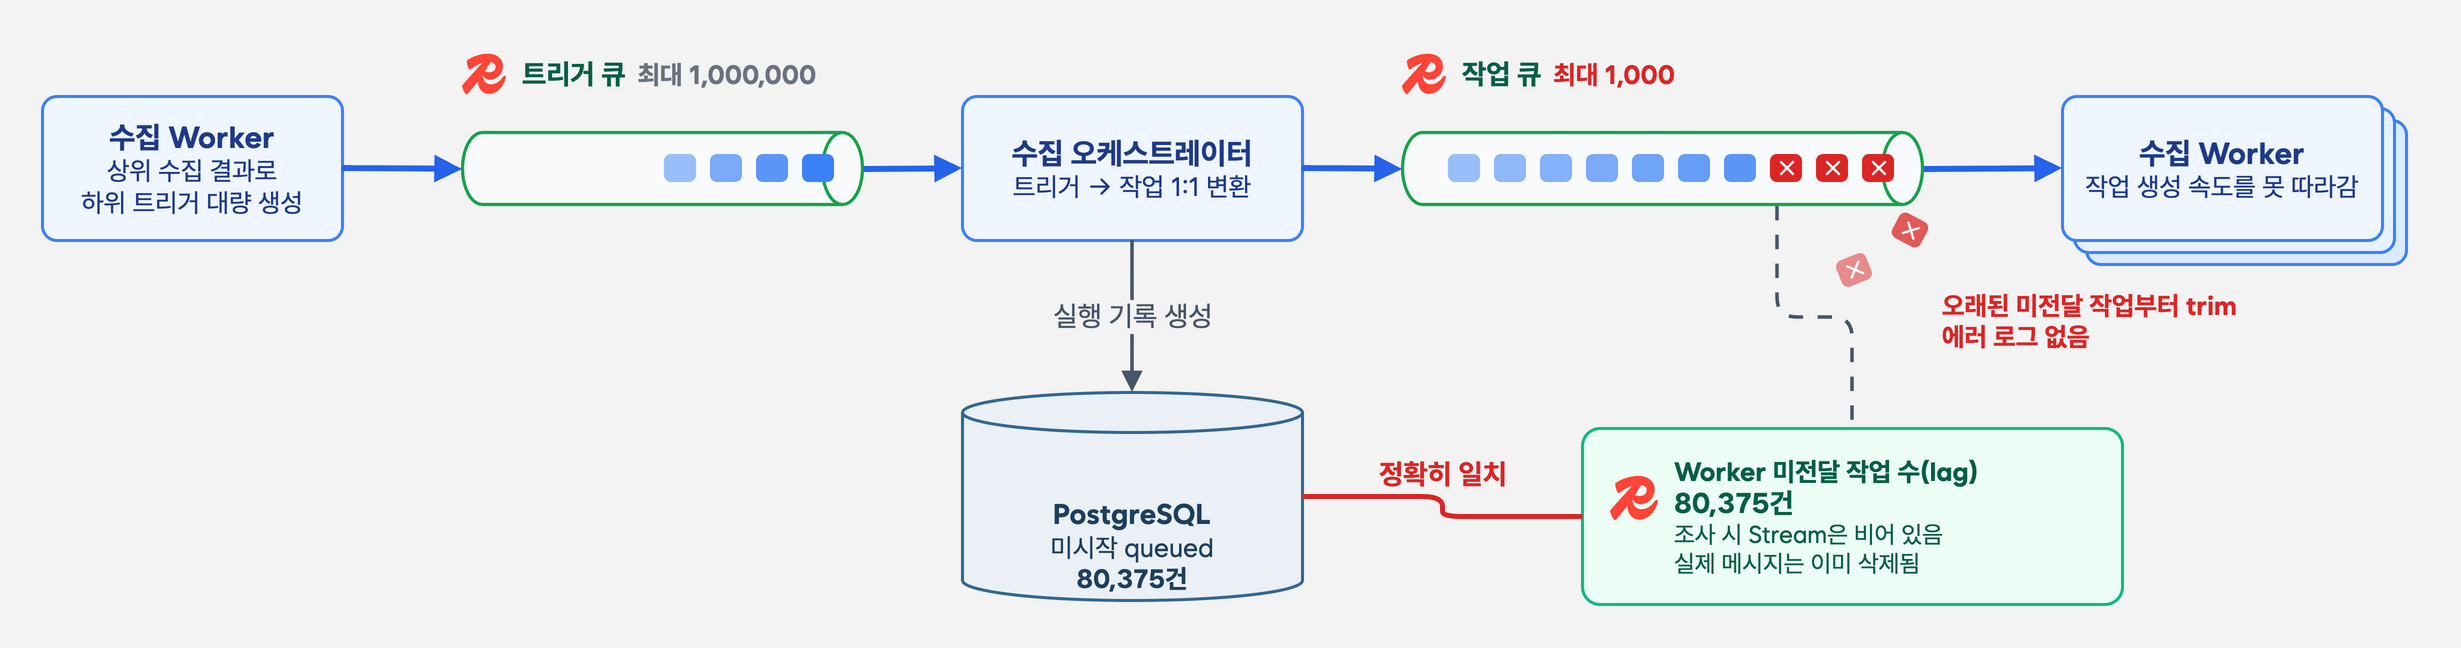 트리거 큐 최대 1,000,000
작업 큐 최대 1,000
수집 Worker
상위 수집 결과로
하위 트리거 대량 생성
수집 오케스트레이터
트리거 → 작업 1:1 변환
수집 Worker
작업 생성 속도를 못 따라감
실행 기록 생성
오래된 미전달 작업부터 trim
에러 로그 없음
PostgreSQL
미시작 queued
80,375건
정확히 일치
Worker 미전달 작업 수(lag)
80,375건
조사 시 Stream은 비어 있음
실제 메시지는 이미 삭제됨